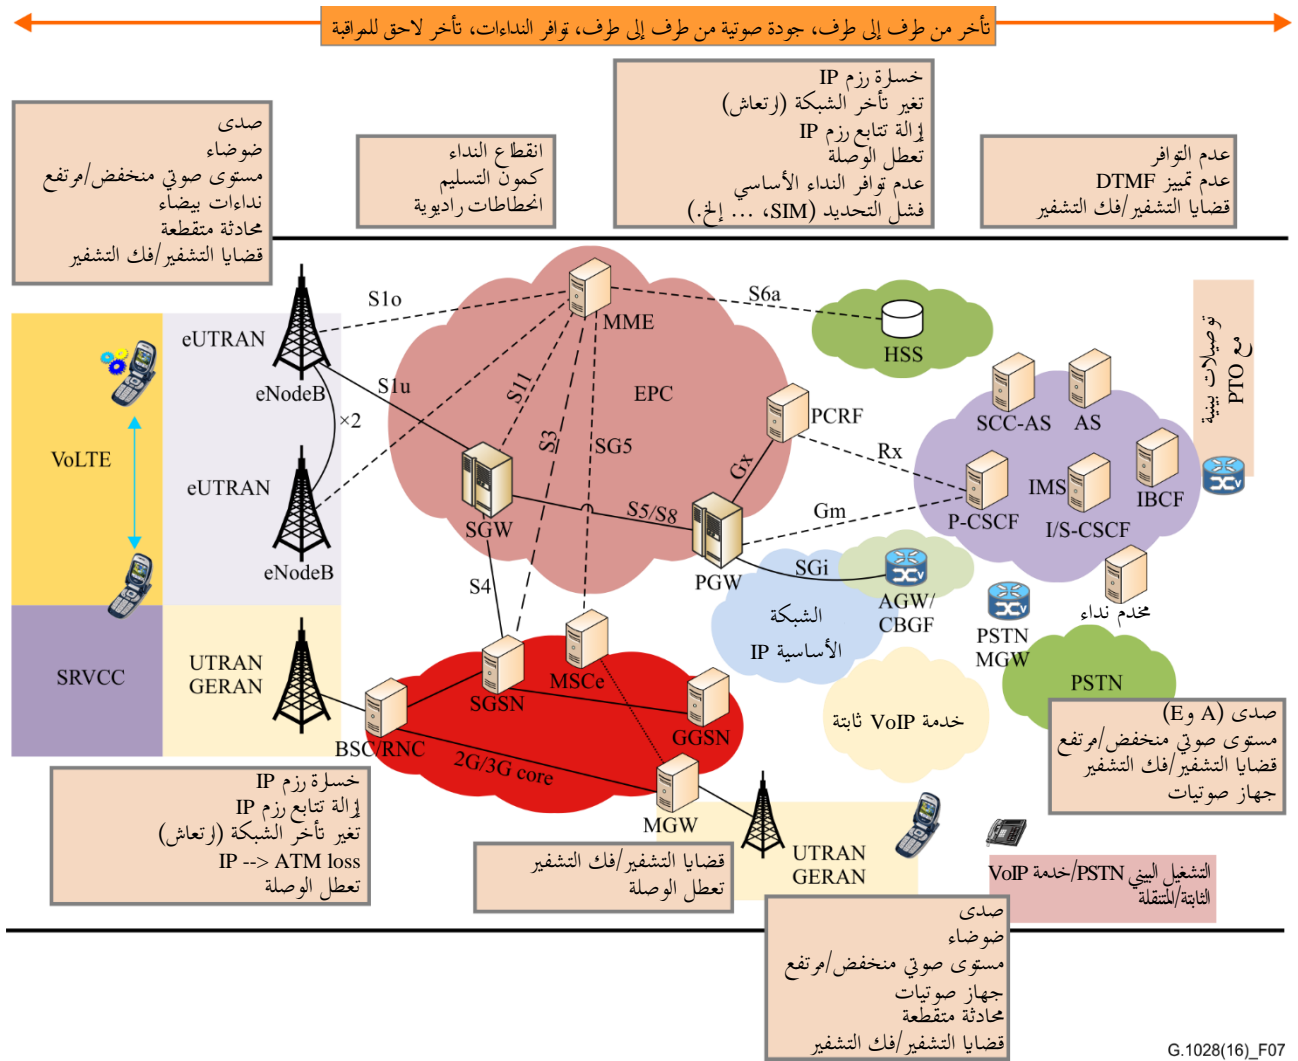 تأخر من طرف إلى طرف، جودة صوتية من طرف إلى طرف، توافر النداءات، تأخر لاحق للمراقبة
صدى
ضوضاء
مستوى صوتي منخفض/مرتفع
نداءات بيضاء
محادثة متقطعة
قضايا التشفير/فك التشفير
انقطاع النداء
كمون التسليم
انحطاطات راديوية
خسارة رزم IP
تغير تأخر الشبكة (ارتعاش)
إزالة تتابع رزم IP
تعطل الوصلة
عدم توافر النداء الأساسي
فشل التحديد (SIM، ... إلخ.)
عدم التوافر
عدم تمييز DTMF
قضايا التشفير/فك التشفير
توصيلات بينية
مع PTO
S1o
MME
S6a
HSS
eUTRAN
eNodeB
S1u
S11
S3
SG5
EPC
PCRF
SCC-AS
AS
×2
VoLTE
eUTRAN
eNodeB
SGW
S5/S8
Gx
Rx
Gm
PGW
P-CSCF
IMS
I/S-CSCF
IBCF
SGi
AGW/
CBGF
الشبكة
الأساسية IP
PSTN
MGW
مخدم نداء
S4
SRVCC
UTRAN
GERAN
BSC/RNC
SGSN
MSCe
GGSN
2G/3G core
MGW
خدمة VoIP ثابتة
PSTN
صدى (A وE)
مستوى صوتي منخفض/مرتفع
قضايا التشفير/فك التشفير
جهاز صوتيات
خسارة رزم IP
إزالة تتابع رزم IP
تغير تأخر الشبكة (ارتعاش)
IP --> ATM loss
تعطل الوصلة
قضايا التشفير/فك التشفير
تعطل الوصلة
UTRAN
GERAN
التشغيل البيني PSTN/خدمة VoIP
الثابتة/المتنقلة
صدى
ضوضاء
مستوى صوتي منخفض/مرتفع
جهاز صوتيات
محادثة متقطعة
قضايا التشفير/فك التشفير
G.1028(16)_F07